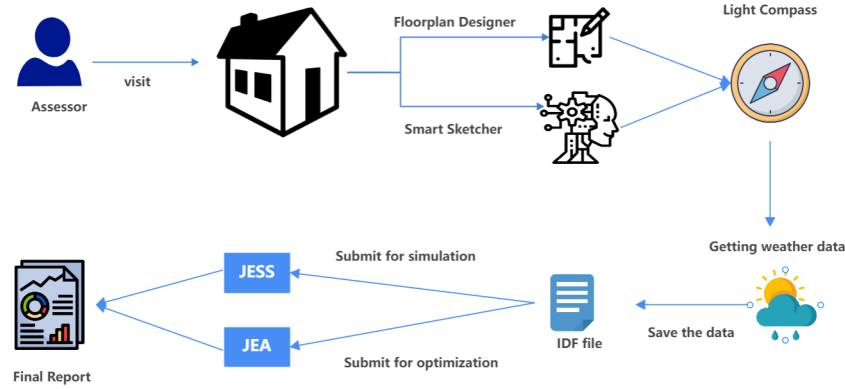 Floorplan Designer
Light Compass
visit
Assessor
Smart Sketcher
Getting weather data
Submit for simulation
JESS
Save the data
IDF file
JEA
Submit for optimization
Final Report